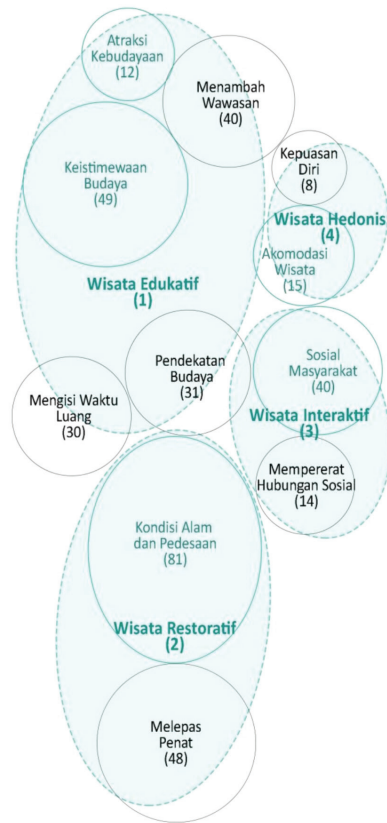 Atraksi
Kebudayaan
(12)
Menambah
Wawasan
(40)
Keistimewaan
Budaya
(49)
Kepuasan
Diri
(8)
Wisata Hedonis
(4)
Akomodasi
Wisata
(15)
Wisata Edukatif
(1)
Pendekatan
Budaya
(31)
Sosial
Masyarakat
(40)
Mengisi Waktu
Luang
(30)
Wisata Interaktif
(3)
Mempererat
Hubungan Sosial
(14)
Kondisi Alam
dan Pedesaan
(81)
Wisata Restoratif
(2)
Melepas
Penat
(48)